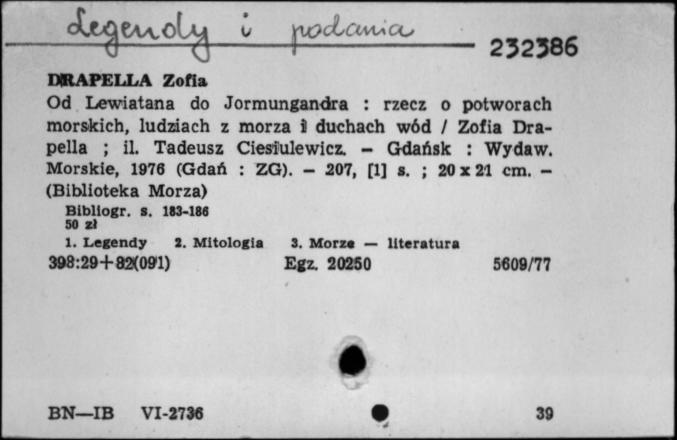 Legendy i podania
232386
DRAPELLA Zofia
Od Lewiatana do Jormungandra : rzecz o potworach
morskich, ludziach z morza i duchach wód / Zofia Dra-
pella ; il. Tadeusz Ciesiulewicz. – Gdańsk : Wydaw.
Morskie, 1976 (Gdań : ZG). – 207, [1] s. ; 20 x 21 cm. –
(Biblioteka Morza)
Bibliogr. s. 183-186
50 zł
1. Legendy 2. Mitologia 3. Morze — literatura
398:29+82(091) Egz. 20250 5609/77
BN—IB VI-2736 39